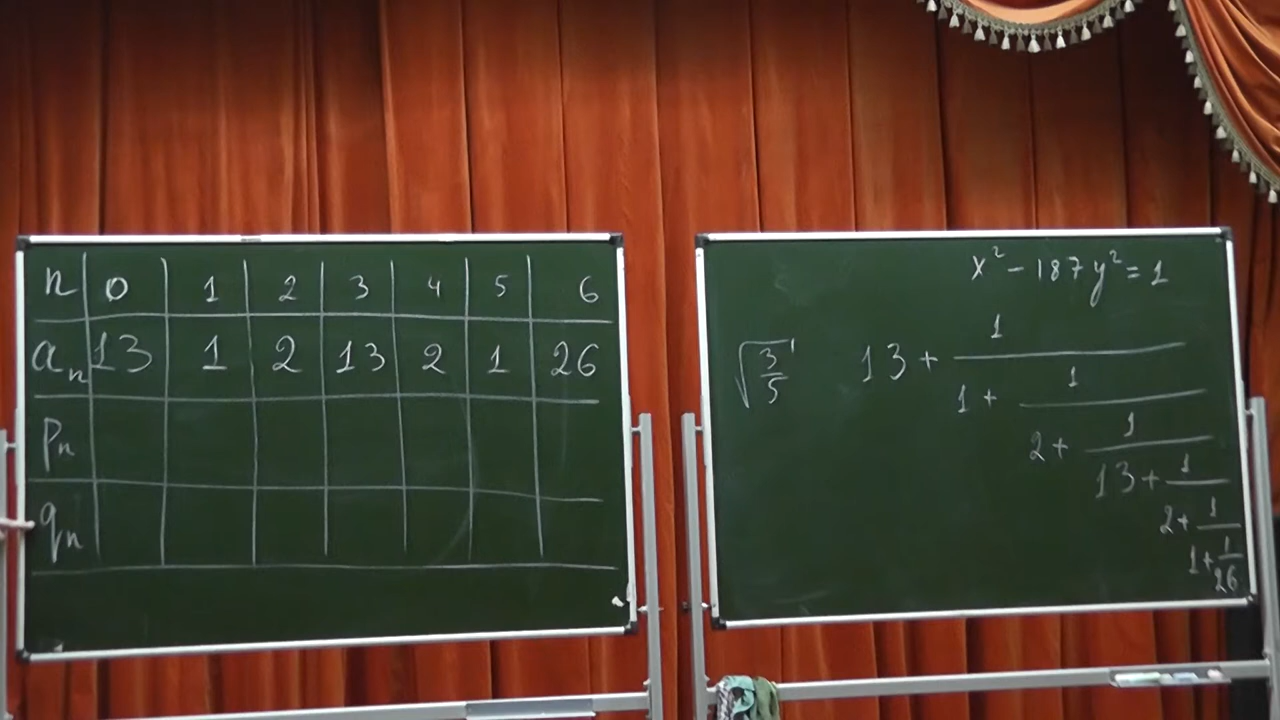 n 0 1 2 3 4 5 6
aₙ 13 1 2 13 2 1 26
pₙ
qₙ
x² - 187y² = 1
√(3/5) 13 + 1/(1 + 1/(2 + 1/(13 + 1/(2 + 1/(1 + 1/26)))))